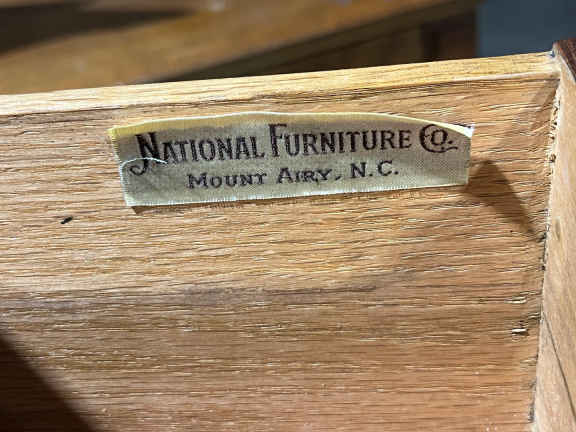 National Furniture Co.
Mount Airy, N.C.